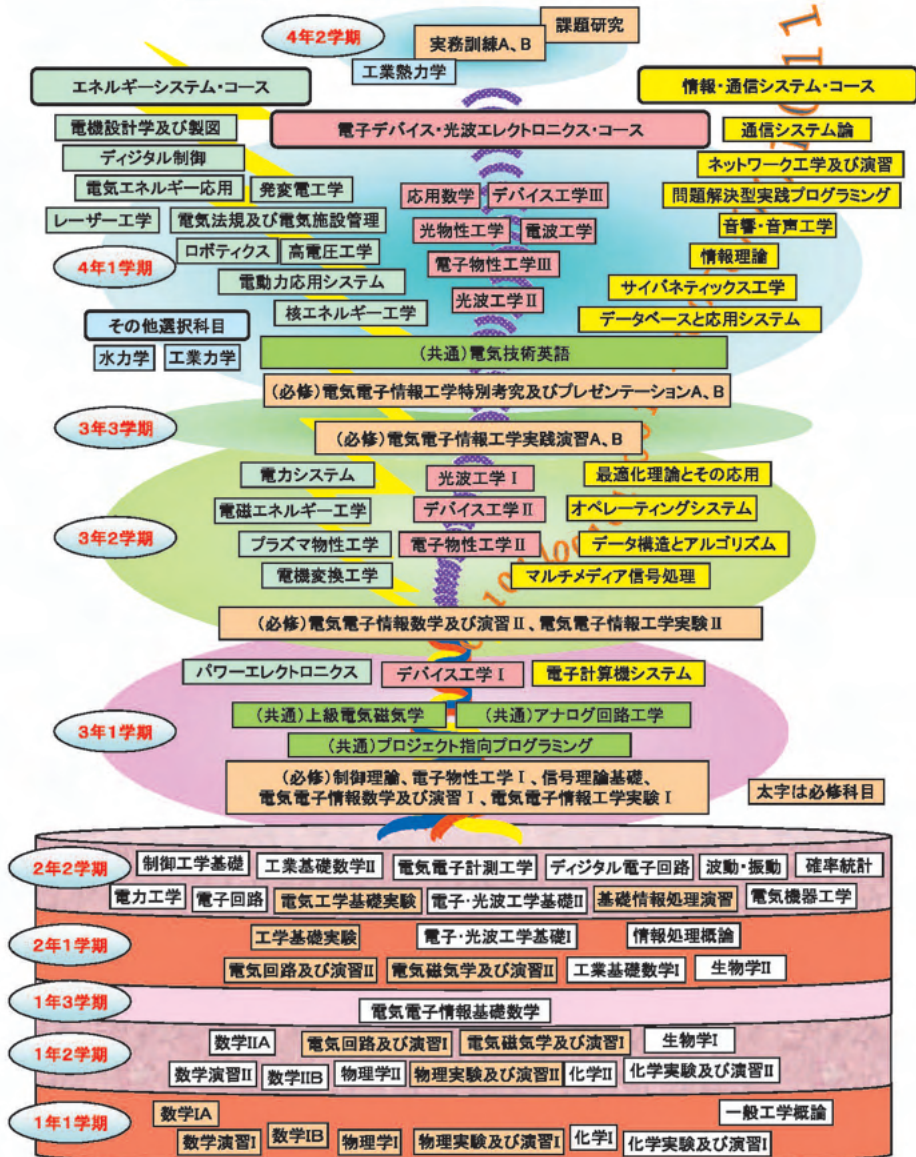 4年2学期
課題研究
実務訓練A、B
工業熱力学
エネルギーシステム・コース
情報・通信システム・コース
電子デバイス・光波エレクトロニクス・コース
電機設計学及び製図
通信システム論
ディジタル制御
ネットワーク工学及び演習
電気エネルギー応用
発変電工学
応用数学
デバイス工学III
問題解決型実践プログラミング
レーザー工学
電気法規及び電気施設管理
光物性工学
電波工学
音響・音声工学
4年1学期
ロボティクス
高電圧工学
電子物性工学III
情報理論
電動力応用システム
光波工学II
サイバネティックス工学
核エネルギー工学
データベースと応用システム
その他選択科目
水力学
工業力学
(共通)電気技術英語
(必修)電気電子情報工学特別考究及びプレゼンテーションA、B
3年3学期
(必修)電気電子情報工学実践演習A、B
電力システム
光波工学Ⅰ
最適化理論とその応用
電磁エネルギー工学
デバイス工学Ⅱ
オペレーティングシステム
3年2学期
プラズマ物性工学
電子物性工学Ⅱ
データ構造とアルゴリズム
電機変換工学
マルチメディア信号処理
(必修)電気電子情報数学及び演習Ⅱ、電気電子情報工学実験Ⅱ
パワーエレクトロニクス
デバイス工学Ⅰ
電子計算機システム
3年1学期
(共通)上級電気磁気学
(共通)アナログ回路工学
(共通)プロジェクト指向プログラミング
(必修)制御理論、電子物性工学Ⅰ、信号理論基礎、
電気電子情報数学及び演習Ⅰ、電気電子情報工学実験Ⅰ
太字は必修科目
2年2学期
制御工学基礎
工業基礎数学II
電気電子計測工学
ディジタル電子回路
波動・振動
確率統計
電力工学
電子回路
電気工学基礎実験
電子・光波工学基礎II
基礎情報処理演習
電気機器工学
2年1学期
工学基礎実験
電子・光波工学基礎I
情報処理概論
電気回路及び演習II
電気磁気学及び演習II
工業基礎数学I
生物学II
1年3学期
電気電子情報基礎数学
1年2学期
数学IIA
電気回路及び演習I
電気磁気学及び演習I
生物学I
数学演習II
数学IIB
物理学II
物理実験及び演習II
化学II
化学実験及び演習II
1年1学期
数学IA
一般工学概論
数学演習I
数学IB
物理学I
物理実験及び演習I
化学I
化学実験及び演習I